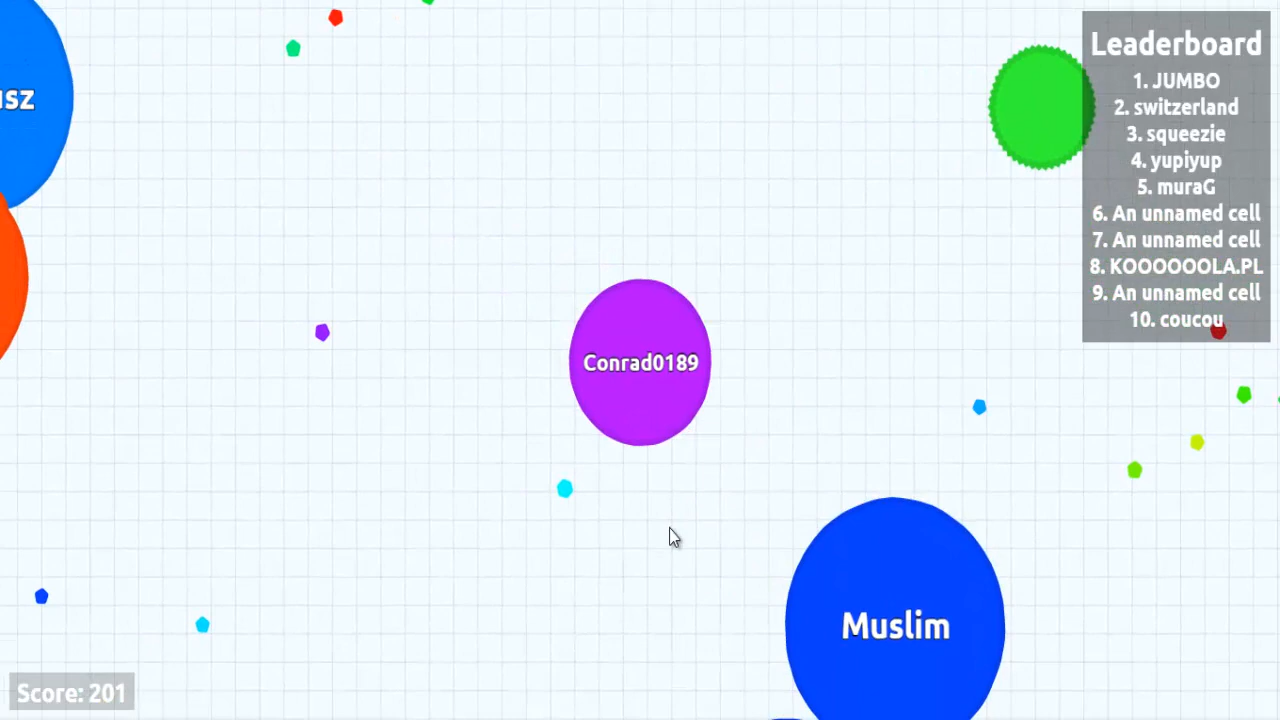 Leaderboard
1. JUMBO
2. switzerland
3. squeezie
4. yupiyup
5. muraG
6. An unnamed cell
7. An unnamed cell
8. KOOOOOOLA.PL
9. An unnamed cell
10. coucou
Conrad0189
Muslim
Score: 201